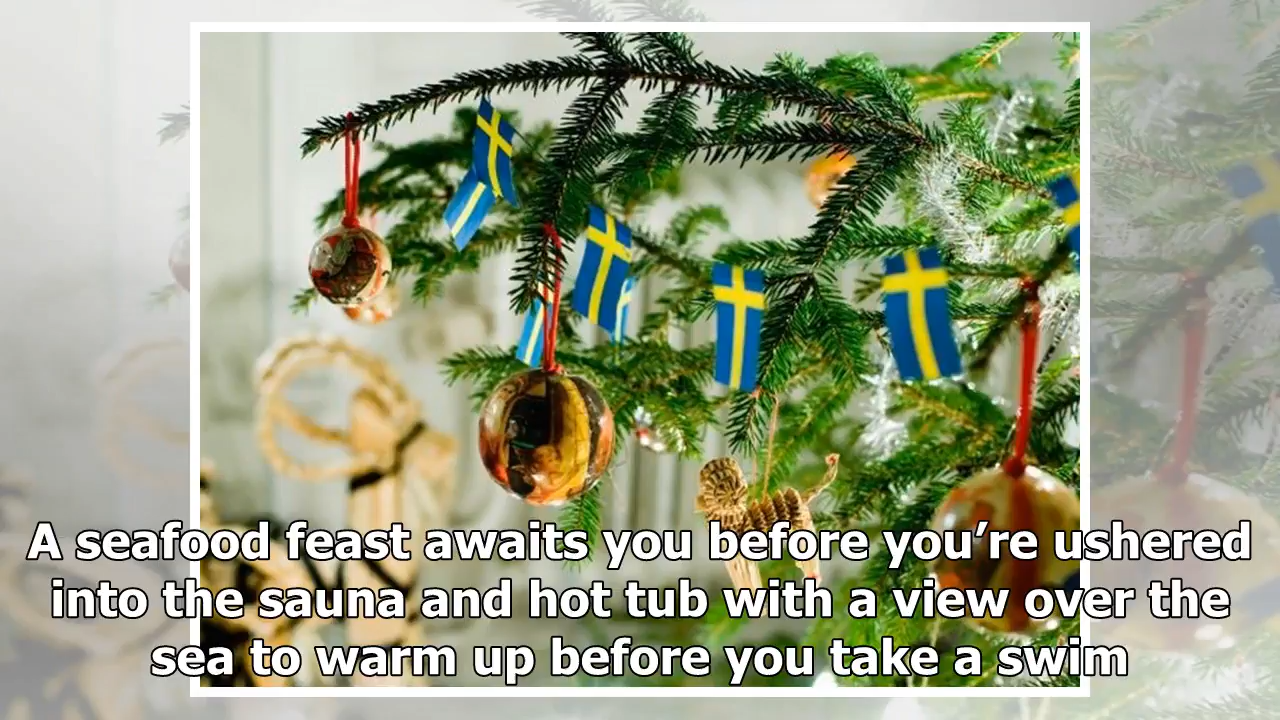 A seafood feast awaits you before you’re ushered
into the sauna and hot tub with a view over the
sea to warm up before you take a swim